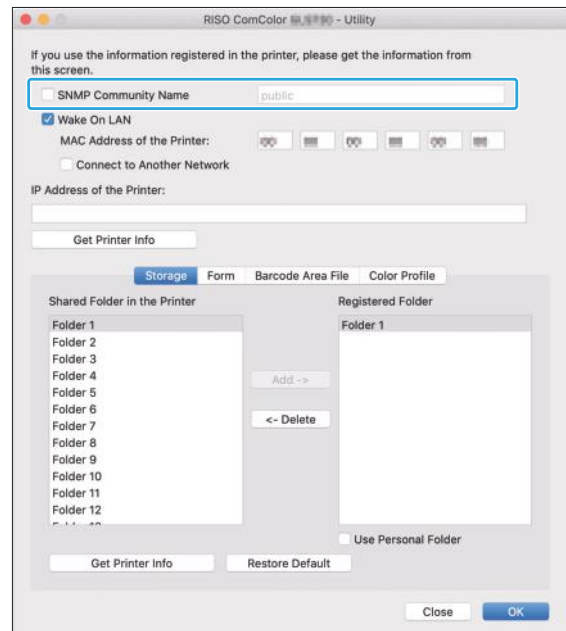 RISO ComColor - Utility
If you use the information registered in the printer, please get the information from
this screen.
SNMP Community Name public
Wake On LAN
MAC Address of the Printer:
Connect to Another Network
IP Address of the Printer:
Get Printer Info
Storage Form Barcode Area File Color Profile
Shared Folder in the Printer Registered Folder
Folder 1 Folder 1
Folder 2
Folder 3
Folder 4
Folder 5
Folder 6
Folder 7
Folder 8
Folder 9
Folder 10
Folder 11
Folder 12
Add ->
<- Delete
Use Personal Folder
Get Printer Info Restore Default
Close OK